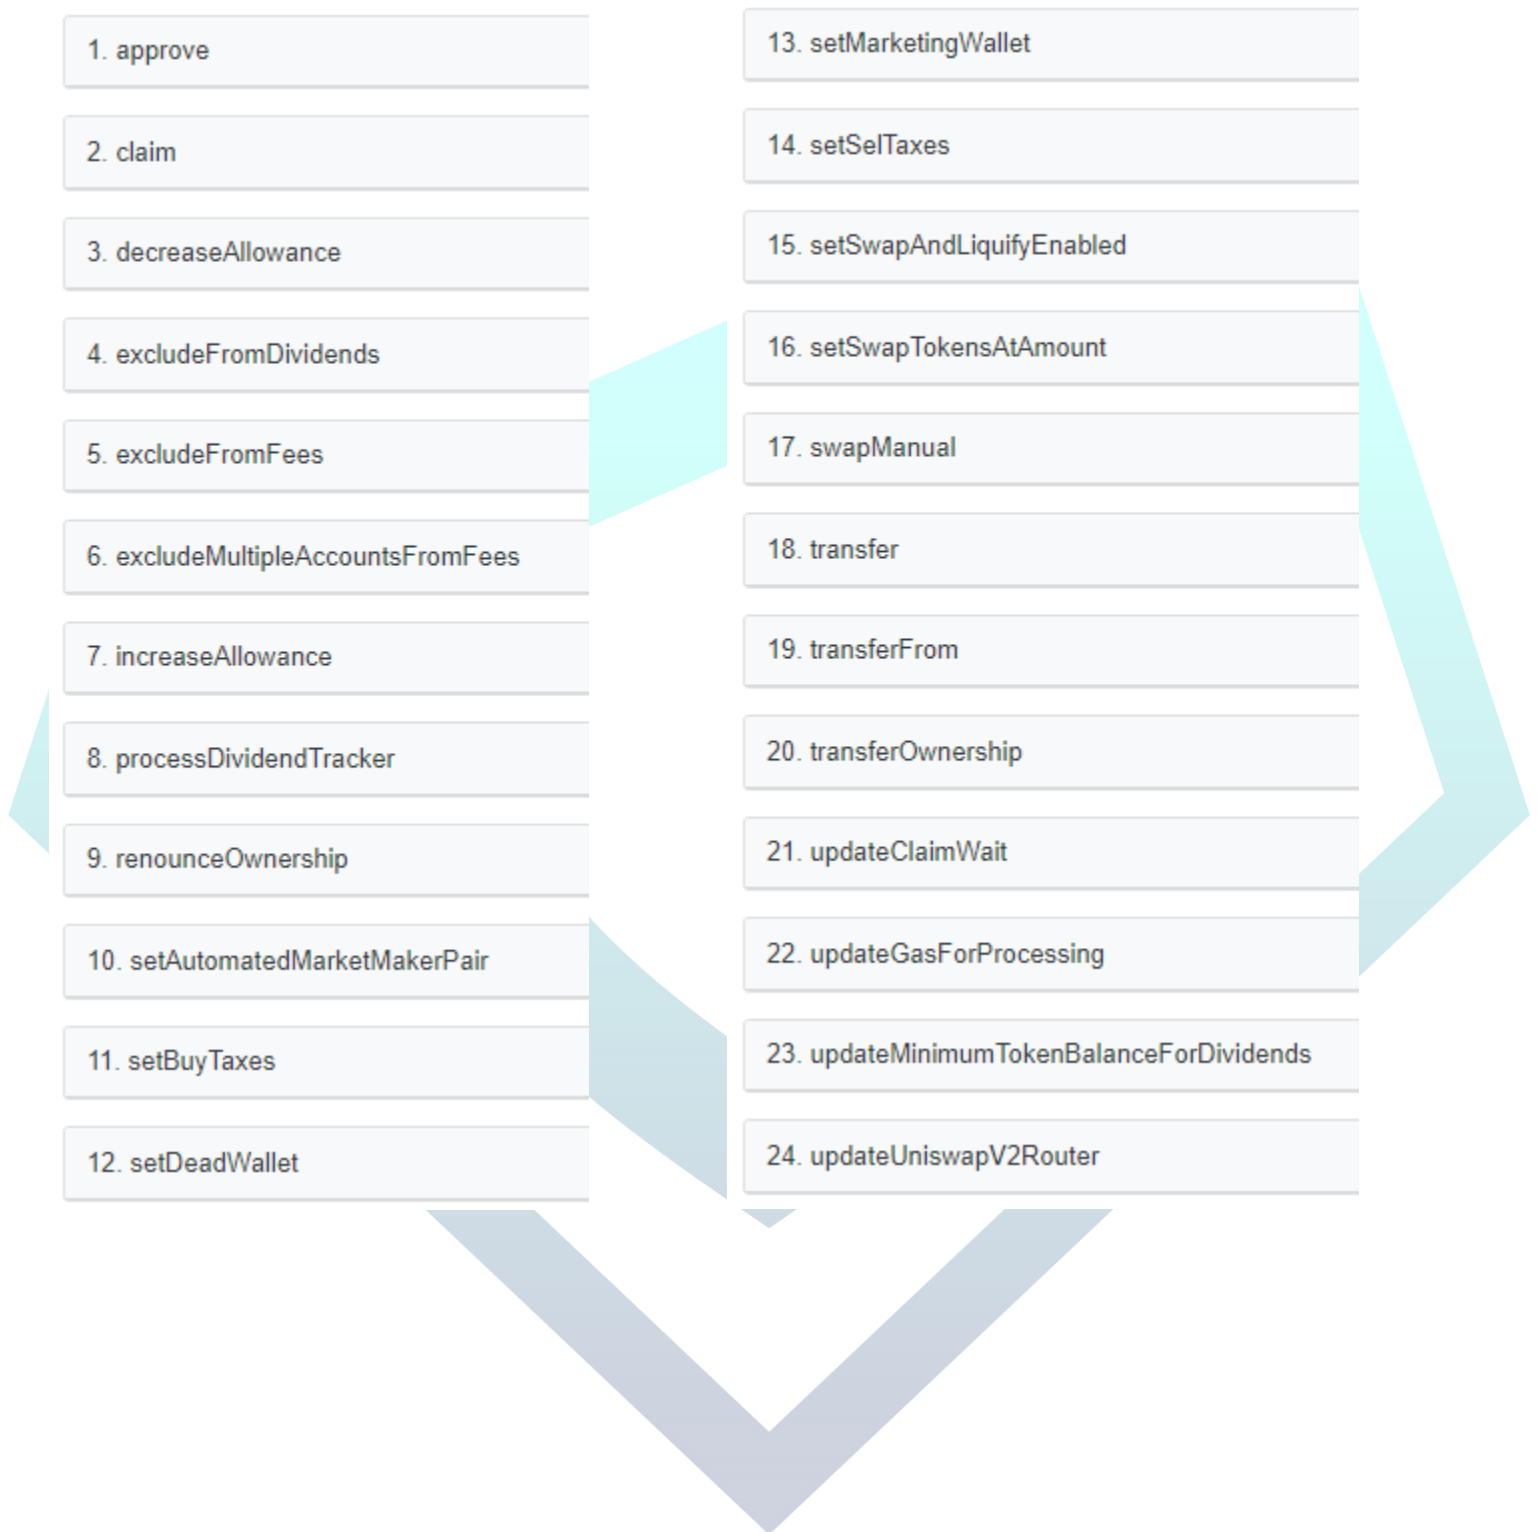 1. approve
2. claim
3. decreaseAllowance
4. excludeFromDividends
5. excludeFromFees
6. excludeMultipleAccountsFromFees
7. increaseAllowance
8. processDividendTracker
9. renounceOwnership
10. setAutomatedMarketMakerPair
11. setBuyTaxes
12. setDeadWallet
13. setMarketingWallet
14. setSelTaxes
15. setSwapAndLiquifyEnabled
16. setSwapTokensAtAmount
17. swapManual
18. transfer
19. transferFrom
20. transferOwnership
21. updateClaimWait
22. updateGasForProcessing
23. updateMinimumTokenBalanceForDividends
24. updateUniswapV2Router